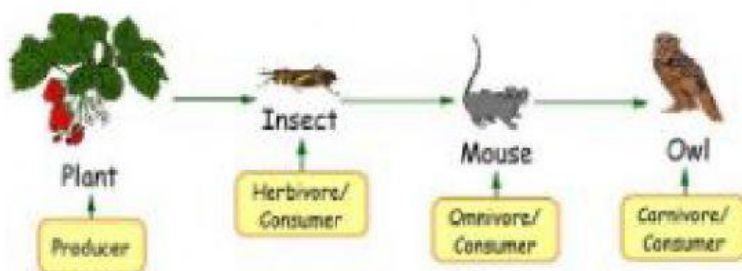 Plant
Insect
Mouse
Owl
Producer
Herbivore/
Consumer
Omnivore/
Consumer
Carnivore/
Consumer